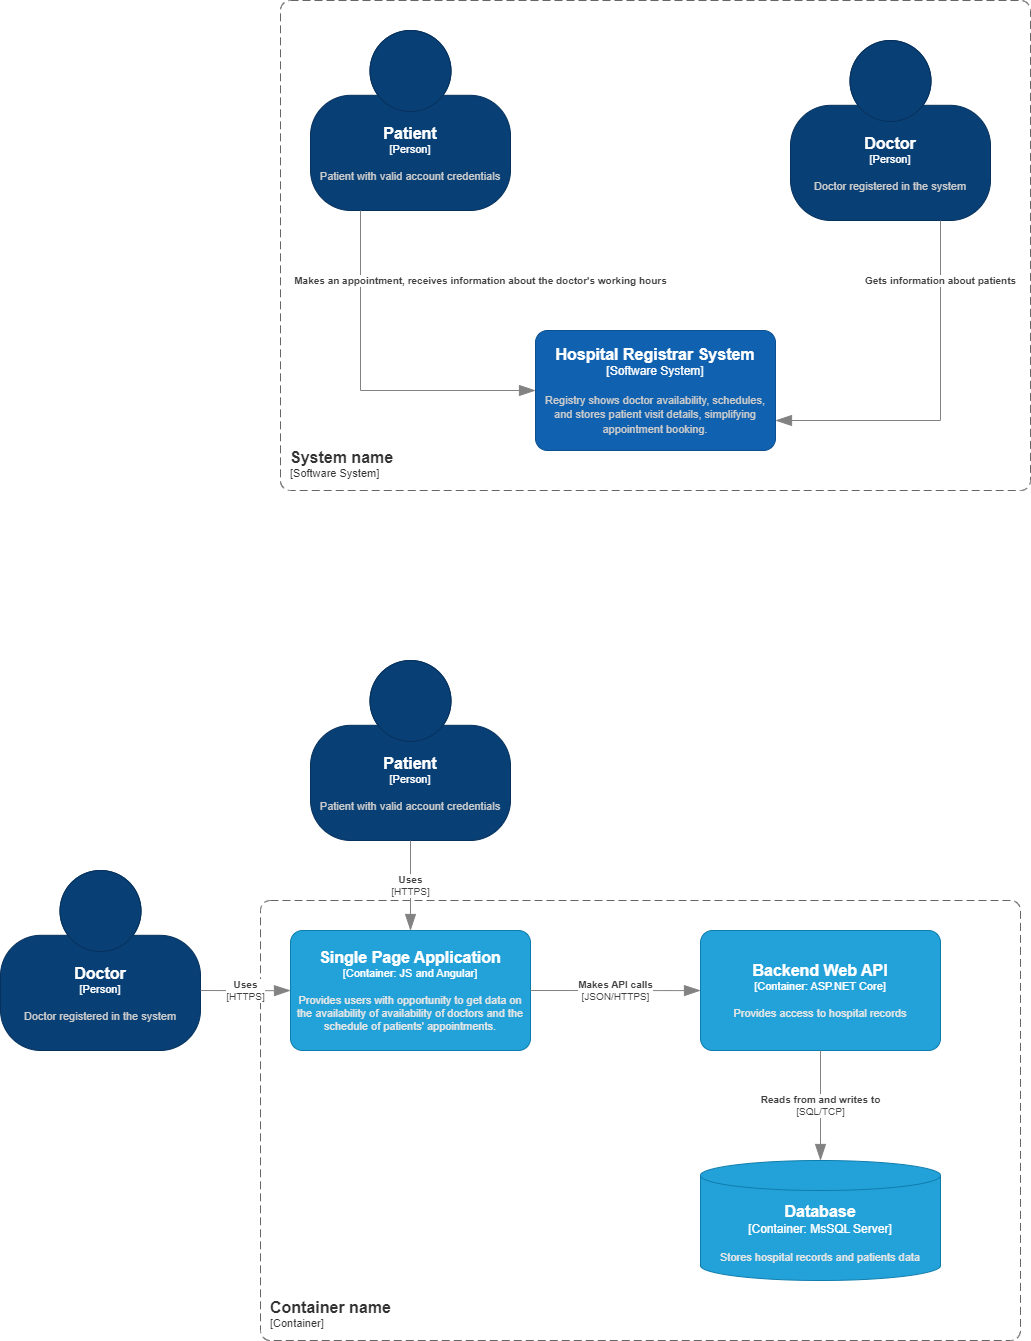 Patient
[Person]
Patient with valid account credentials
Doctor
[Person]
Doctor registered in the system
Makes an appointment, receives information about the doctor's working hours
Gets information about patients
Hospital Registrar System
[Software System]
Registry shows doctor availability, schedules,
and stores patient visit details, simplifying
appointment booking.
System name
[Software System]
Patient
[Person]
Patient with valid account credentials
Uses
[HTTPS]
Doctor
[Person]
Doctor registered in the system
Uses
[HTTPS]
Single Page Application
[Container: JS and Angular]
Provides users with opportunity to get data on
the availability of availability of doctors and the
schedule of patients' appointments.
Makes API calls
[JSON/HTTPS]
Backend Web API
[Container: ASP.NET Core]
Provides access to hospital records
Reads from and writes to
[SQL/TCP]
Database
[Container: MsSQL Server]
Stores hospital records and patients data
Container name
[Container]